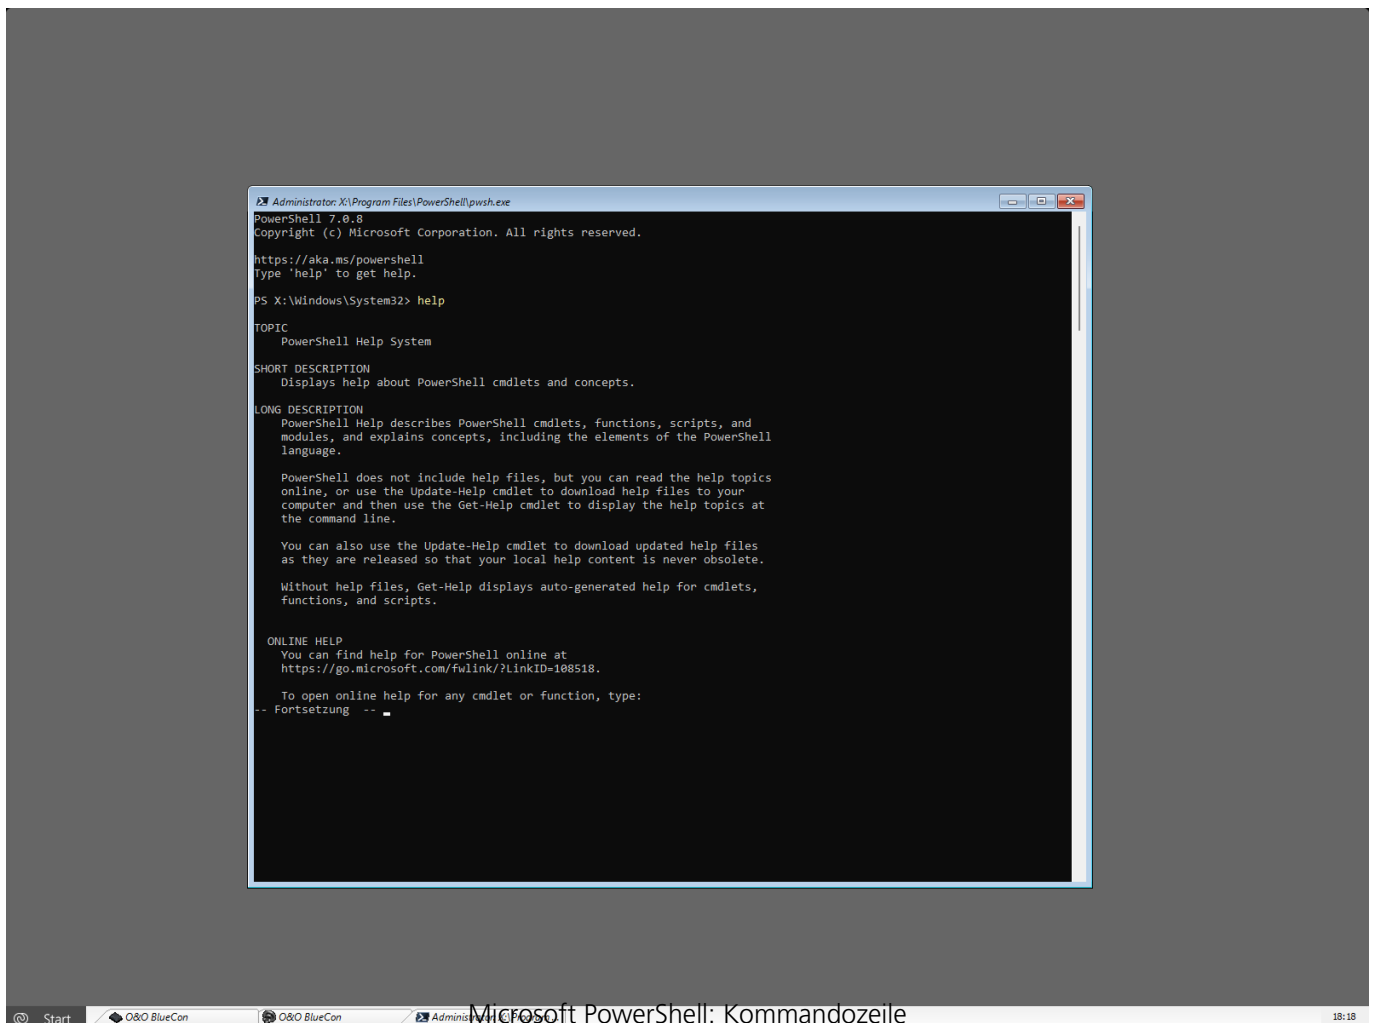 Administrator: X:\Program Files\PowerShell\pwsh.exe
PowerShell 7.0.8
Copyright (c) Microsoft Corporation. All rights reserved.
https://aka.ms/powershell
Type 'help' to get help.
PS X:\Windows\System32> help
TOPIC
PowerShell Help System
SHORT DESCRIPTION
Displays help about PowerShell cmdlets and concepts.
LONG DESCRIPTION
PowerShell Help describes PowerShell cmdlets, functions, scripts, and
modules, and explains concepts, including the elements of the PowerShell
language.
PowerShell does not include help files, but you can read the help topics
online, or use the Update-Help cmdlet to download help files to your
computer and then use the Get-Help cmdlet to display the help topics at
the command line.
You can also use the Update-Help cmdlet to download updated help files
as they are released so that your local help content is never obsolete.
Without help files, Get-Help displays auto-generated help for cmdlets,
functions, and scripts.
ONLINE HELP
You can find help for PowerShell online at
https://go.microsoft.com/fwlink/?LinkID=108518.
To open online help for any cmdlet or function, type:
-- Fortsetzung --
Start O&O BlueCon O&O BlueCon 18:18
Microsoft PowerShell: Kommandozeile